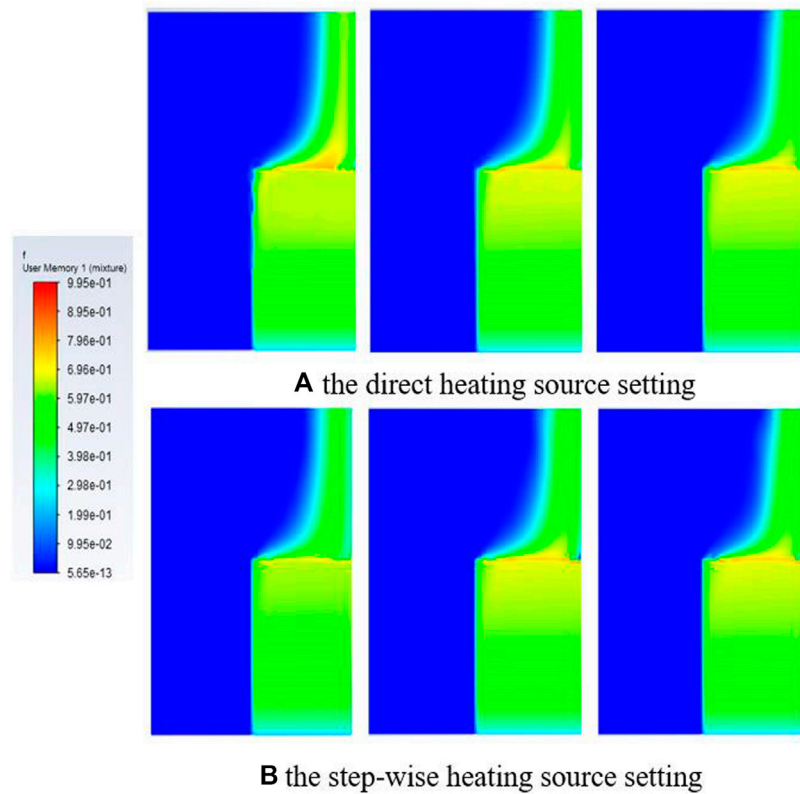 f
User Memory 1 (mixture)
9.95e-01
8.95e-01
7.96e-01
6.96e-01
5.97e-01
4.97e-01
3.98e-01
2.98e-01
1.99e-01
9.95e-02
5.65e-13
A the direct heating source setting
B the step-wise heating source setting